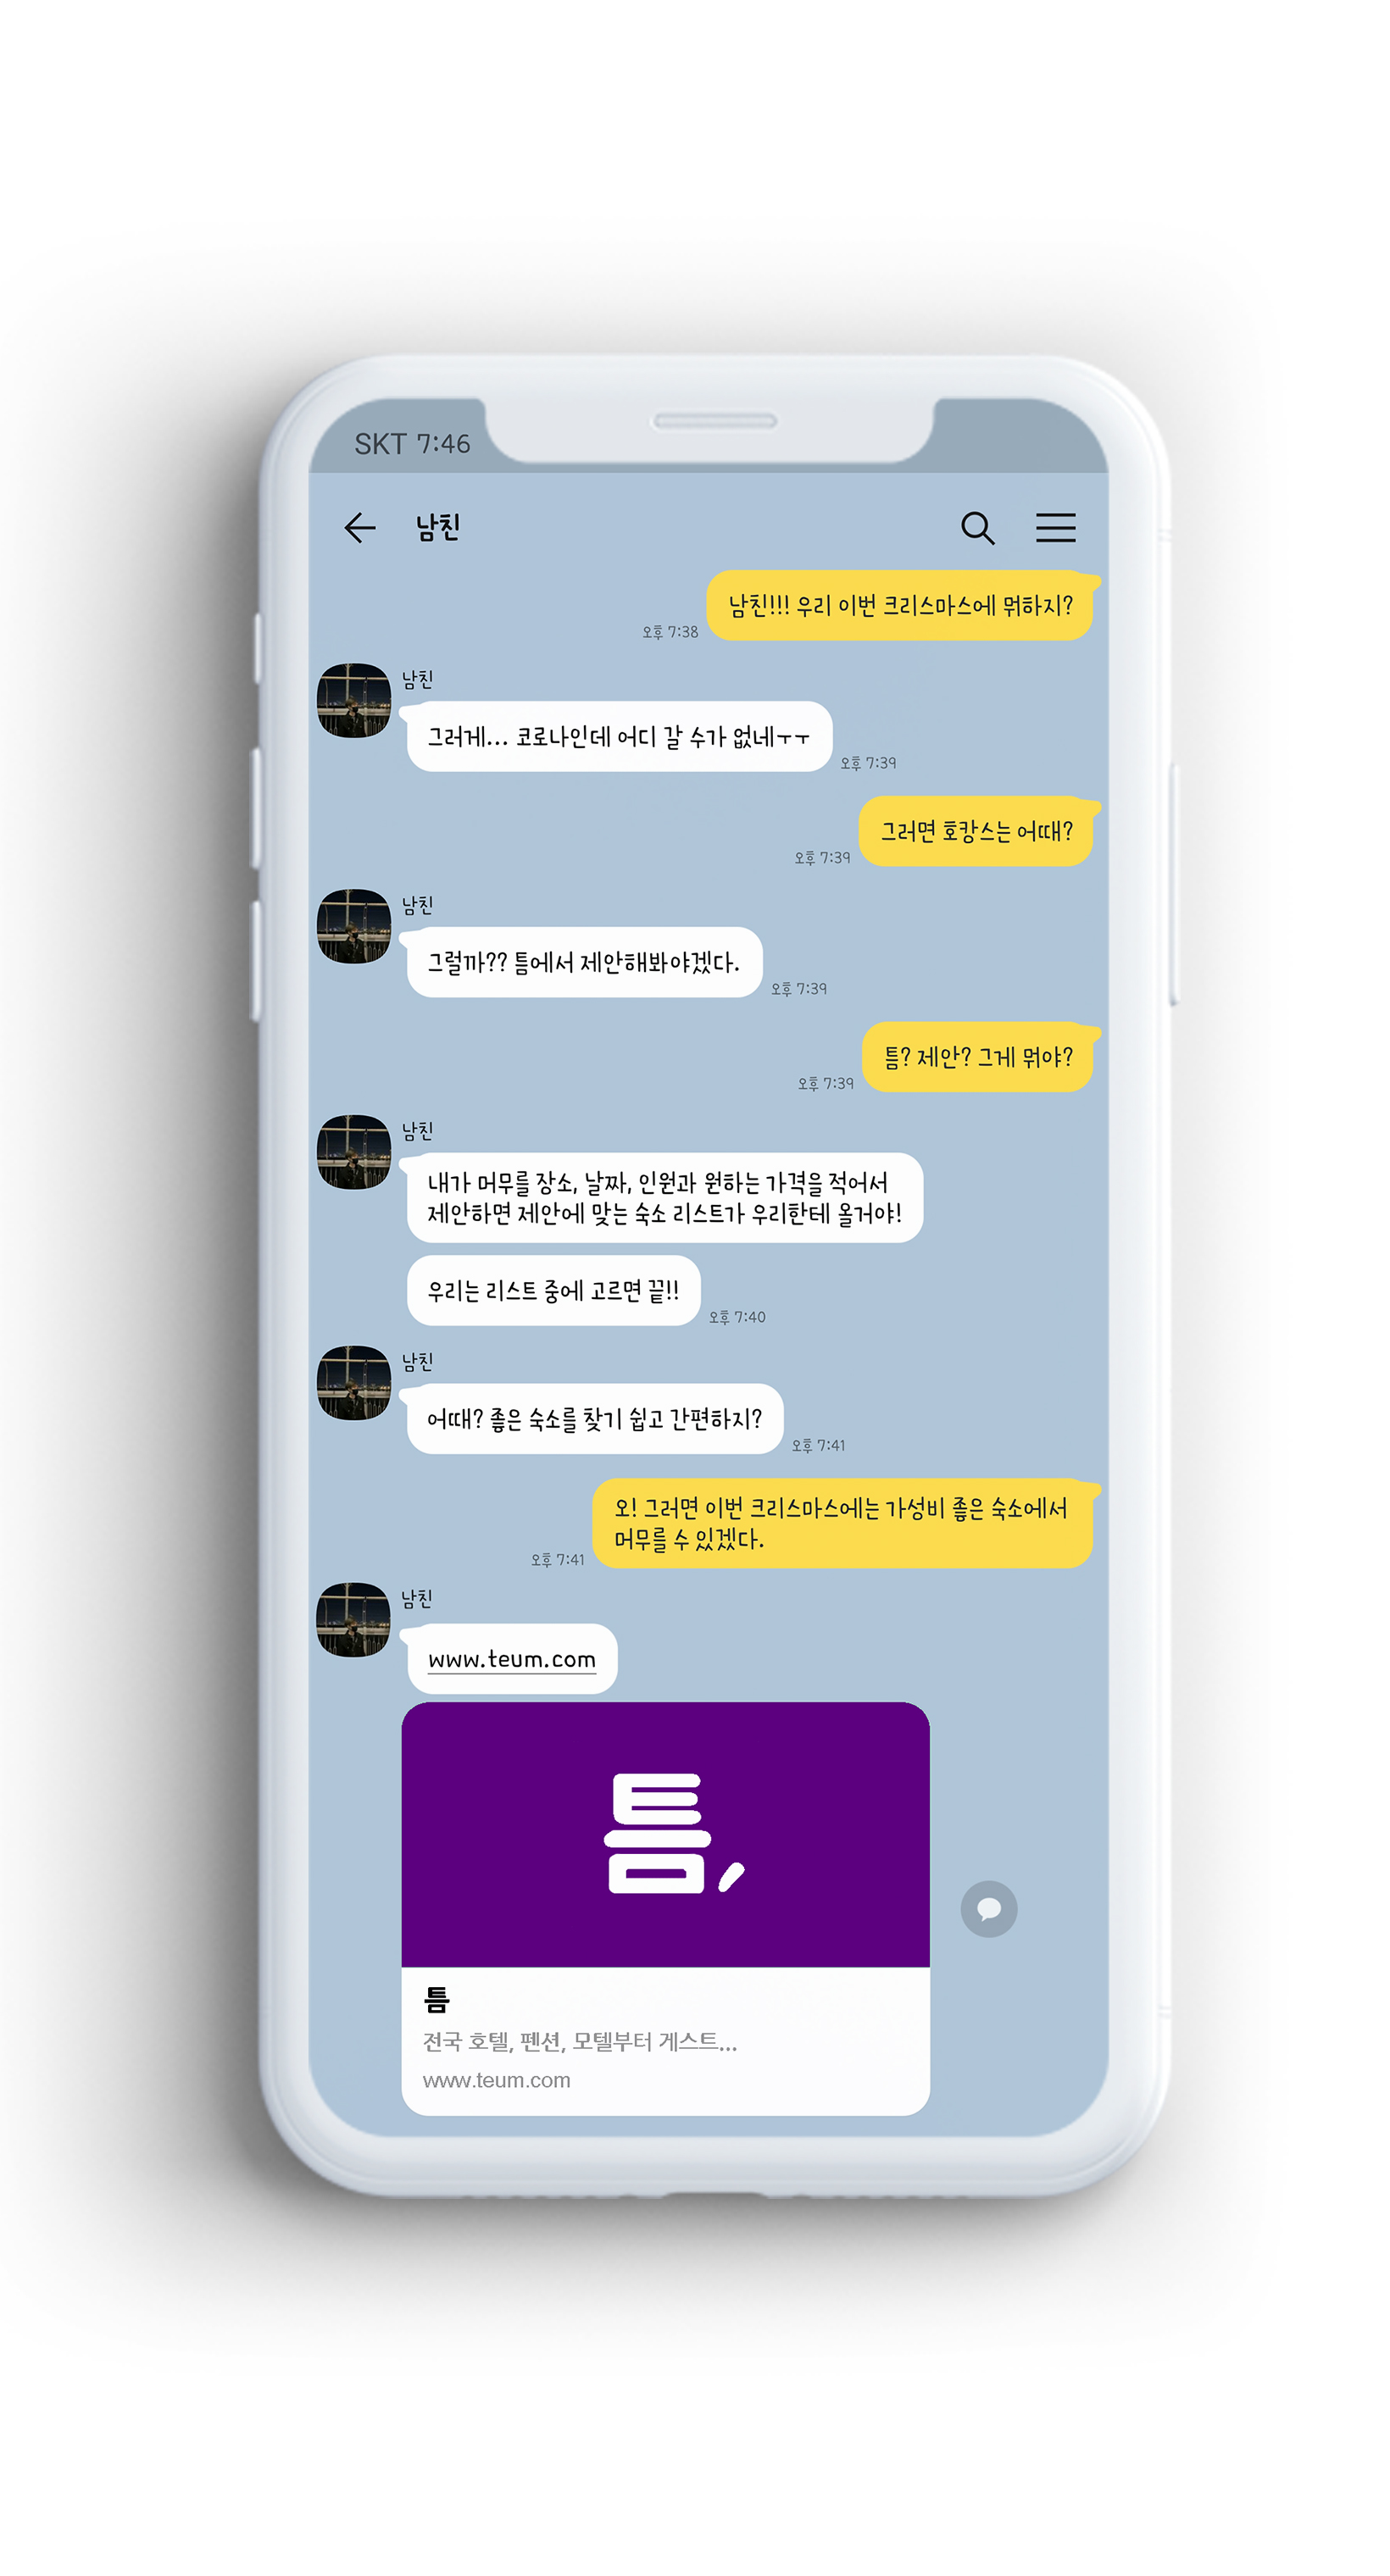 SKT 7:46
남친
남친!!! 우리 이번 크리스마스에 뭐하지?
오후 7:38
남친
그러게... 코로나인데 어디 갈 수가 없네ㅜㅜ
오후 7:39
그러면 호캉스는 어때?
오후 7:39
남친
그럴까?? 틈에서 제안해봐야겠다.
오후 7:39
틈? 제안? 그게 뭐야?
오후 7:39
남친
내가 머무를 장소, 날짜, 인원과 원하는 가격을 적어서
제안하면 제안에 맞는 숙소 리스트가 우리한테 올거야!
우리는 리스트 중에 고르면 끝!!
오후 7:40
남친
어때? 좋은 숙소를 찾기 쉽고 간편하지?
오후 7:41
오! 그러면 이번 크리스마스에는 가성비 좋은 숙소에서
머무를 수 있겠다.
오후 7:41
남친
www.teum.com
틈,
틈
전국 호텔, 펜션, 모텔부터 게스트...
www.teum.com